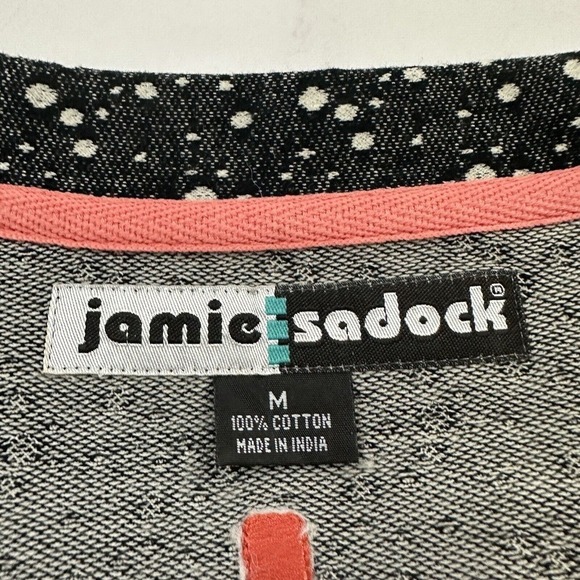 jamie sadock®
M
100% COTTON
MADE IN INDIA